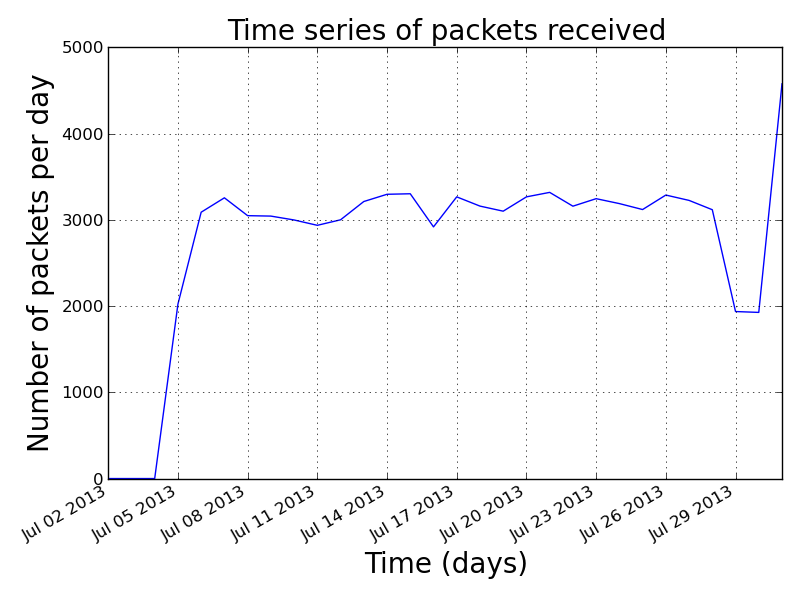 Time series of packets received
Number of packets per day
5000
4000
3000
2000
1000
0
Jul 02 2013
Jul 05 2013
Jul 08 2013
Jul 11 2013
Jul 14 2013
Jul 17 2013
Jul 20 2013
Jul 23 2013
Jul 26 2013
Jul 29 2013
Time (days)